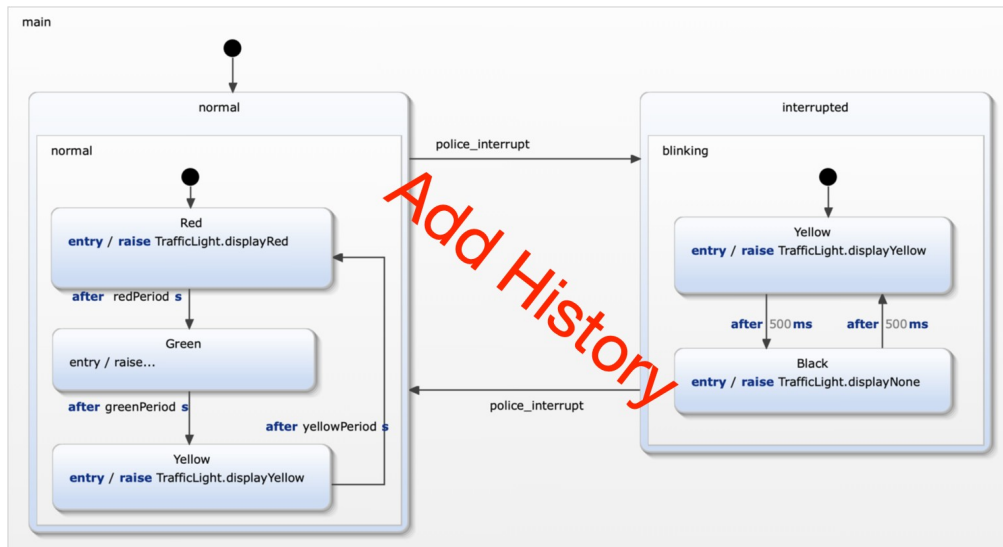 main
normal
normal
Red
entry / raise TrafficLight.displayRed
after redPeriod s
Green
entry / raise...
after greenPeriod s
after yellowPeriod s
Yellow
entry / raise TrafficLight.displayYellow
police_interrupt
Add History
police_interrupt
interrupted
blinking
Yellow
entry / raise TrafficLight.displayYellow
after 500 ms
after 500 ms
Black
entry / raise TrafficLight.displayNone